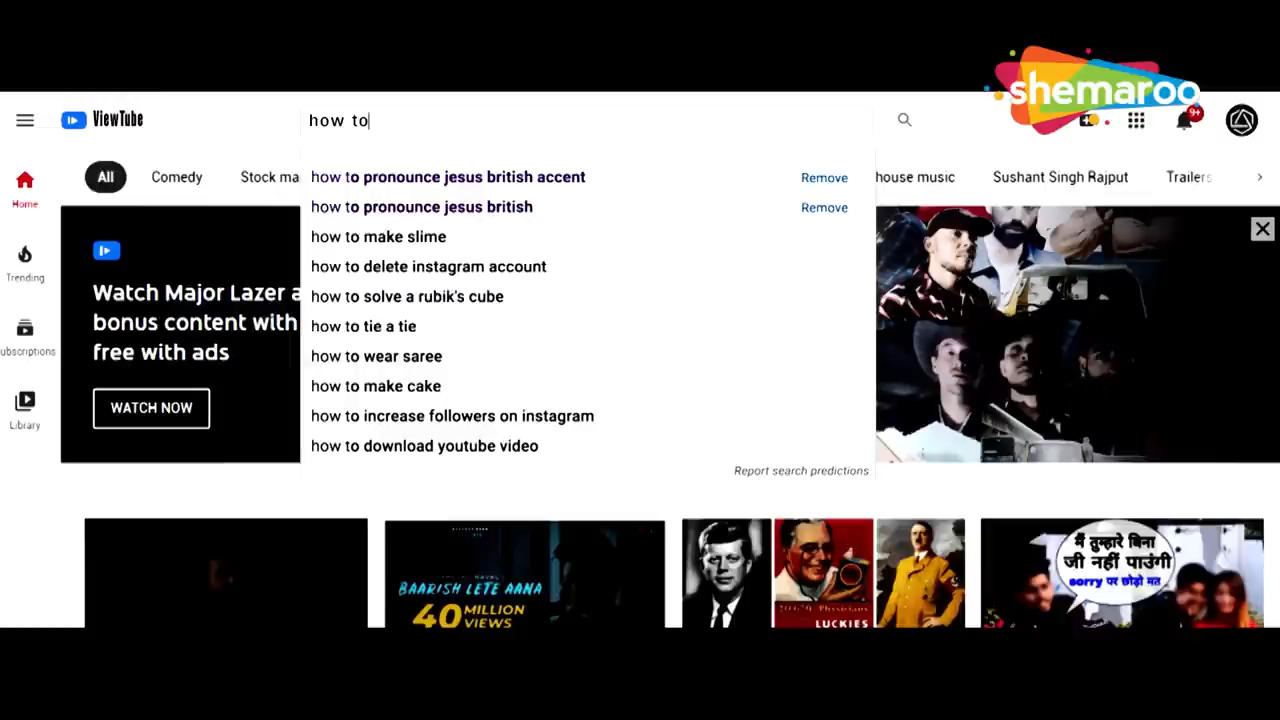 shemaroo
ViewTube
how to
9+
All
Comedy
Stock ma
house music
Sushant Singh Rajput
Trailers
how to pronounce jesus british accent
Remove
how to pronounce jesus british
Remove
how to make slime
how to delete instagram account
how to solve a rubik's cube
how to tie a tie
how to wear saree
how to make cake
how to increase followers on instagram
how to download youtube video
Report search predictions
Home
Trending
ubscriptions
Library
Watch Major Lazer a
bonus content with
free with ads
WATCH NOW
BAARISH LETE AANA
40 MILLION
VIEWS
20,679 Physicians
LUCKIES
मैं तुम्हारे बिना
जी नहीं पाउंगी
sorry पर छोड़ो मत